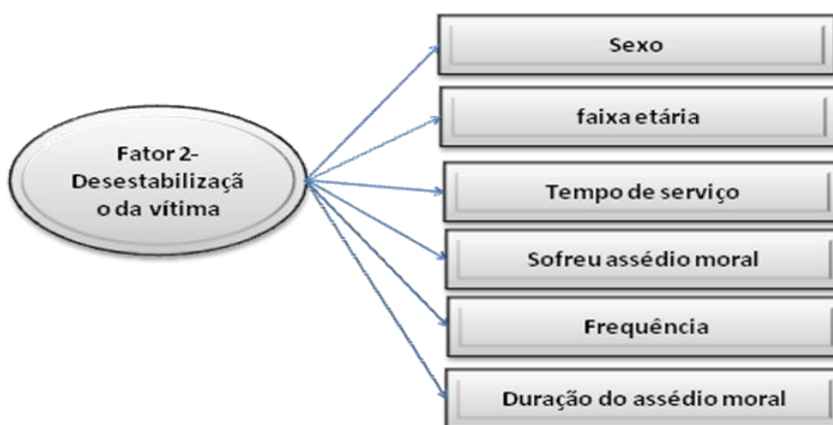 Fator 2-
Desestabilizaçã
o da vítima
Sexo
faixa etária
Tempo de serviço
Sofreu assédio moral
Frequência
Duração do assédio moral